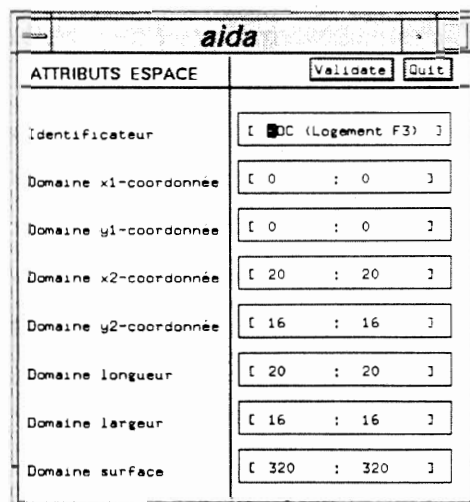 aida
ATTRIBUTS ESPACE Validate Quit
Identificateur [ DOC (Logement F3) ]
Domaine x1-coordonnée [ 0 : 0 ]
Domaine y1-coordonnee [ 0 : 0 ]
Domaine x2-coordonnée [ 20 : 20 ]
Domaine y2-coordonnée [ 16 : 16 ]
Domaine longueur [ 20 : 20 ]
Domaine largeur [ 16 : 16 ]
Domaine surface [ 320 : 320 ]